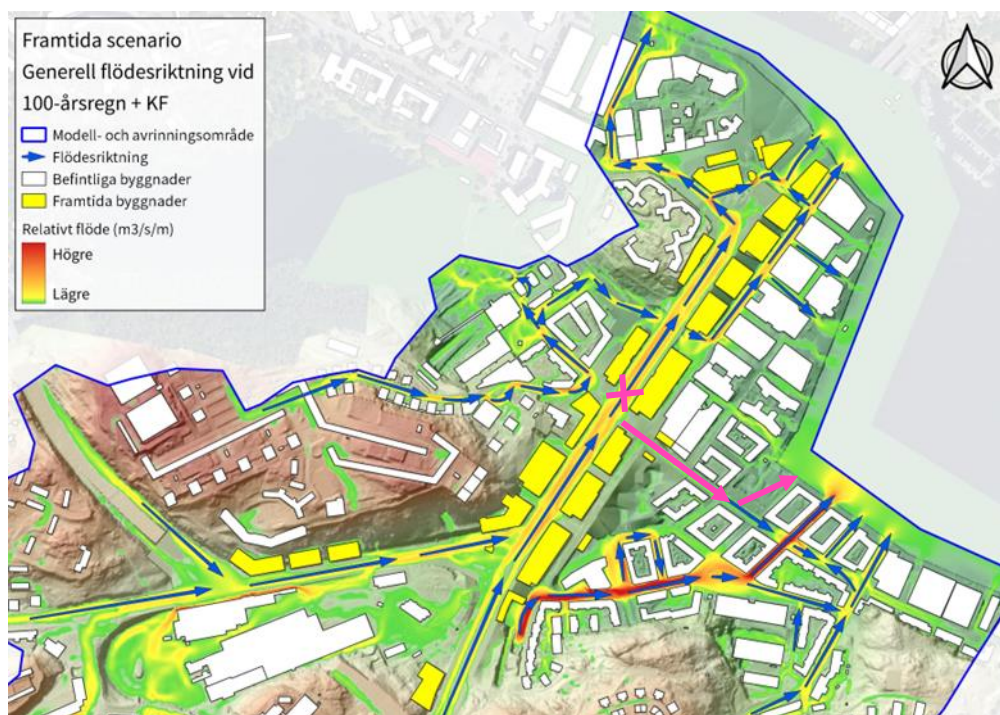 Framtida scenario
Generell flödesriktning vid
100-årsregn + KF
Modell- och avrinningsområde
Flödesriktning
Befintliga byggnader
Framtida byggnader
Relativt flöde (m3/s/m)
Högre
Lägre